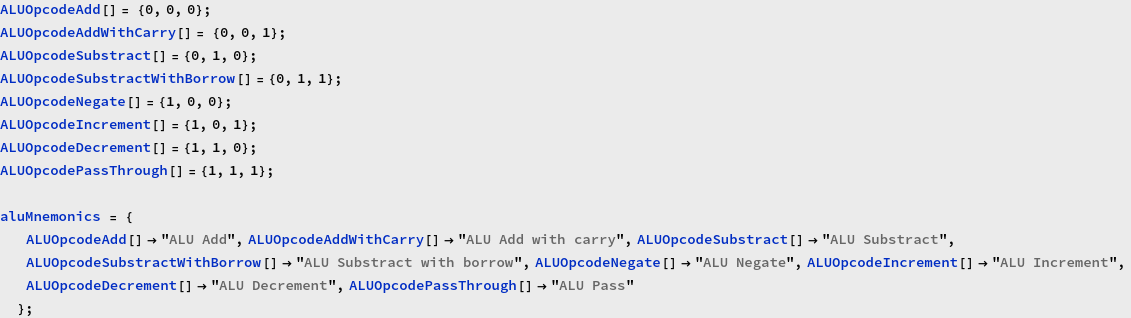 ALUOpcodeAdd[] = {0, 0, 0};
ALUOpcodeAddWithCarry[] = {0, 0, 1};
ALUOpcodeSubstract[] = {0, 1, 0};
ALUOpcodeSubstractWithBorrow[] = {0, 1, 1};
ALUOpcodeNegate[] = {1, 0, 0};
ALUOpcodeIncrement[] = {1, 0, 1};
ALUOpcodeDecrement[] = {1, 1, 0};
ALUOpcodePassThrough[] = {1, 1, 1};
aluMnemonics = {
ALUOpcodeAdd[] → "ALU Add", ALUOpcodeAddWithCarry[] → "ALU Add with carry", ALUOpcodeSubstract[] → "ALU Substract",
ALUOpcodeSubstractWithBorrow[] → "ALU Substract with borrow", ALUOpcodeNegate[] → "ALU Negate", ALUOpcodeIncrement[] → "ALU Increment",
ALUOpcodeDecrement[] → "ALU Decrement", ALUOpcodePassThrough[] → "ALU Pass"
};